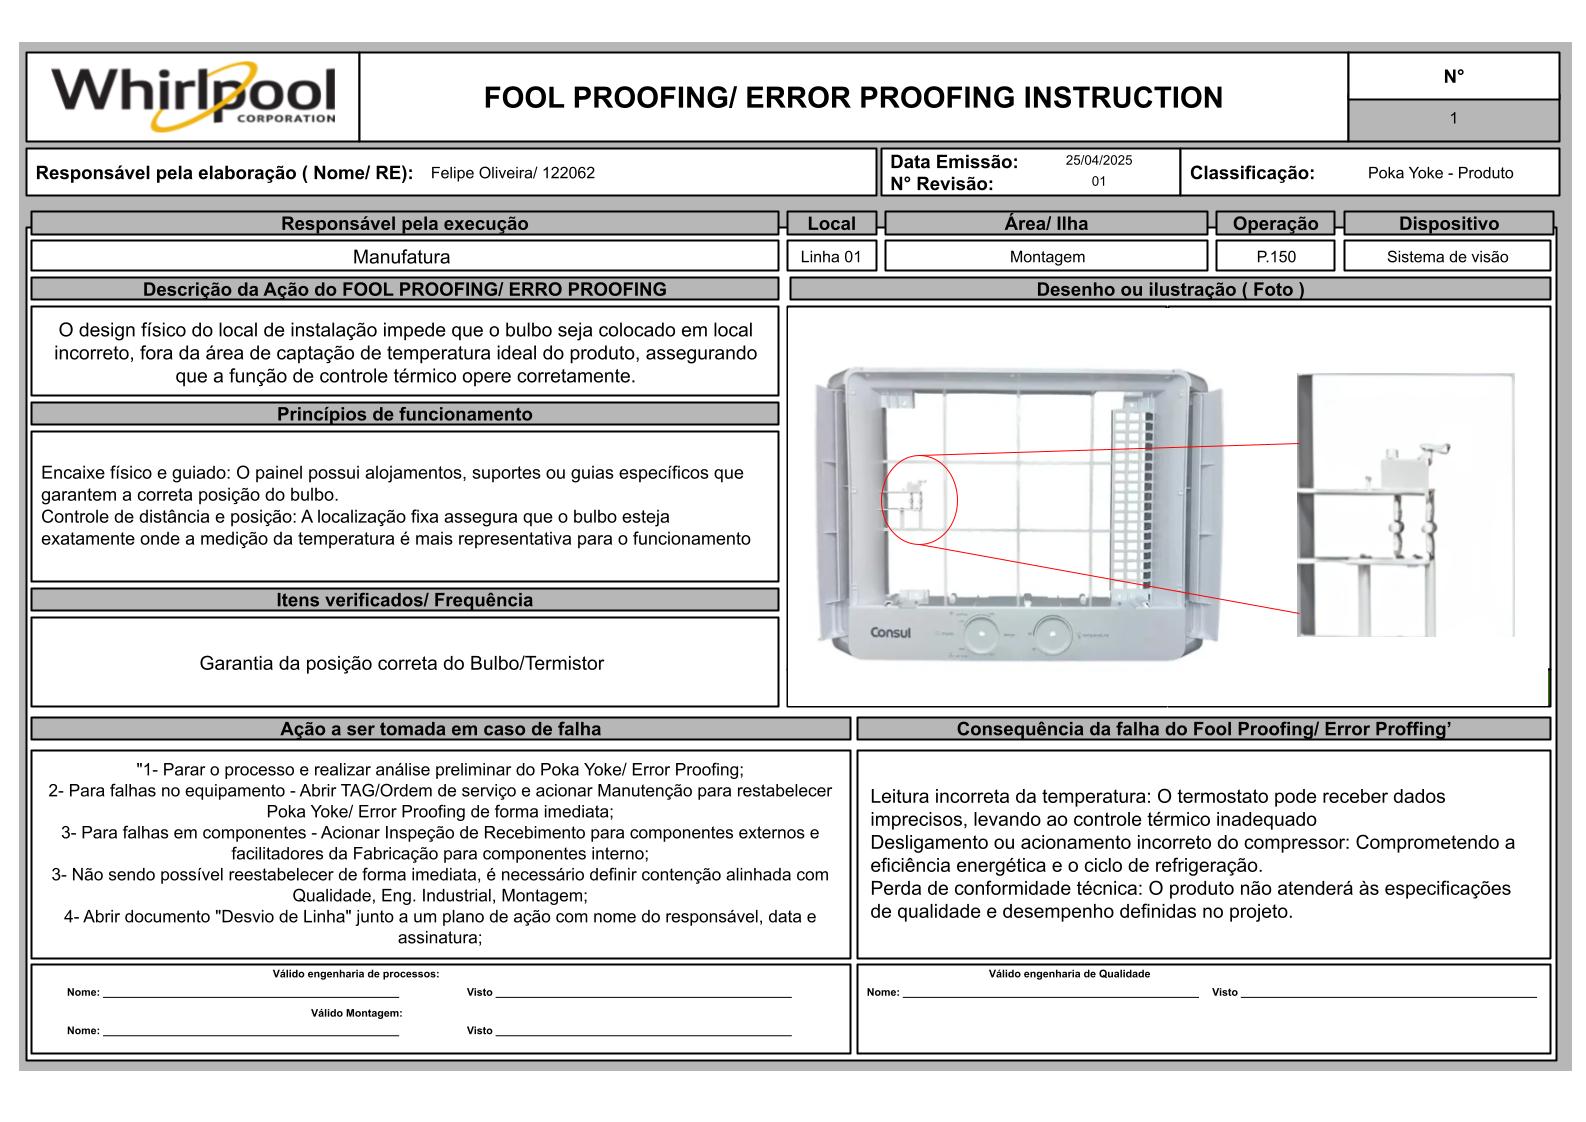 Whirlpool
CORPORATION
FOOL PROOFING/ ERROR PROOFING INSTRUCTION
N°
1
Responsável pela elaboração ( Nome/ RE): Felipe Oliveira/ 122062
Data Emissão: 25/04/2025
N° Revisão: 01
Classificação: Poka Yoke - Produto
Responsável pela execução
Local
Área/ Ilha
Operação
Dispositivo
Manufatura
Linha 01
Montagem
P.150
Sistema de visão
Descrição da Ação do FOOL PROOFING/ ERRO PROOFING
O design físico do local de instalação impede que o bulbo seja colocado em local
incorreto, fora da área de captação de temperatura ideal do produto, assegurando
que a função de controle térmico opere corretamente.
Princípios de funcionamento
Encaixe físico e guiado: O painel possui alojamentos, suportes ou guias específicos que
garantem a correta posição do bulbo.
Controle de distância e posição: A localização fixa assegura que o bulbo esteja
exatamente onde a medição da temperatura é mais representativa para o funcionamento
Itens verificados/ Frequência
Garantia da posição correta do Bulbo/Termistor
Desenho ou ilustração ( Foto )
Consul
Ação a ser tomada em caso de falha
"1- Parar o processo e realizar análise preliminar do Poka Yoke/ Error Proofing;
2- Para falhas no equipamento - Abrir TAG/Ordem de serviço e acionar Manutenção para restabelecer
Poka Yoke/ Error Proofing de forma imediata;
3- Para falhas em componentes - Acionar Inspeção de Recebimento para componentes externos e
facilitadores da Fabricação para componentes interno;
3- Não sendo possível reestabelecer de forma imediata, é necessário definir contenção alinhada com
Qualidade, Eng. Industrial, Montagem;
4- Abrir documento "Desvio de Linha" junto a um plano de ação com nome do responsável, data e
assinatura;
Consequência da falha do Fool Proofing/ Error Proffing’
Leitura incorreta da temperatura: O termostato pode receber dados
imprecisos, levando ao controle térmico inadequado
Desligamento ou acionamento incorreto do compressor: Comprometendo a
eficiência energética e o ciclo de refrigeração.
Perda de conformidade técnica: O produto não atenderá às especificações
de qualidade e desempenho definidas no projeto.
Válido engenharia de processos:
Nome: Visto
Válido Montagem:
Nome: Visto
Válido engenharia de Qualidade
Nome: Visto